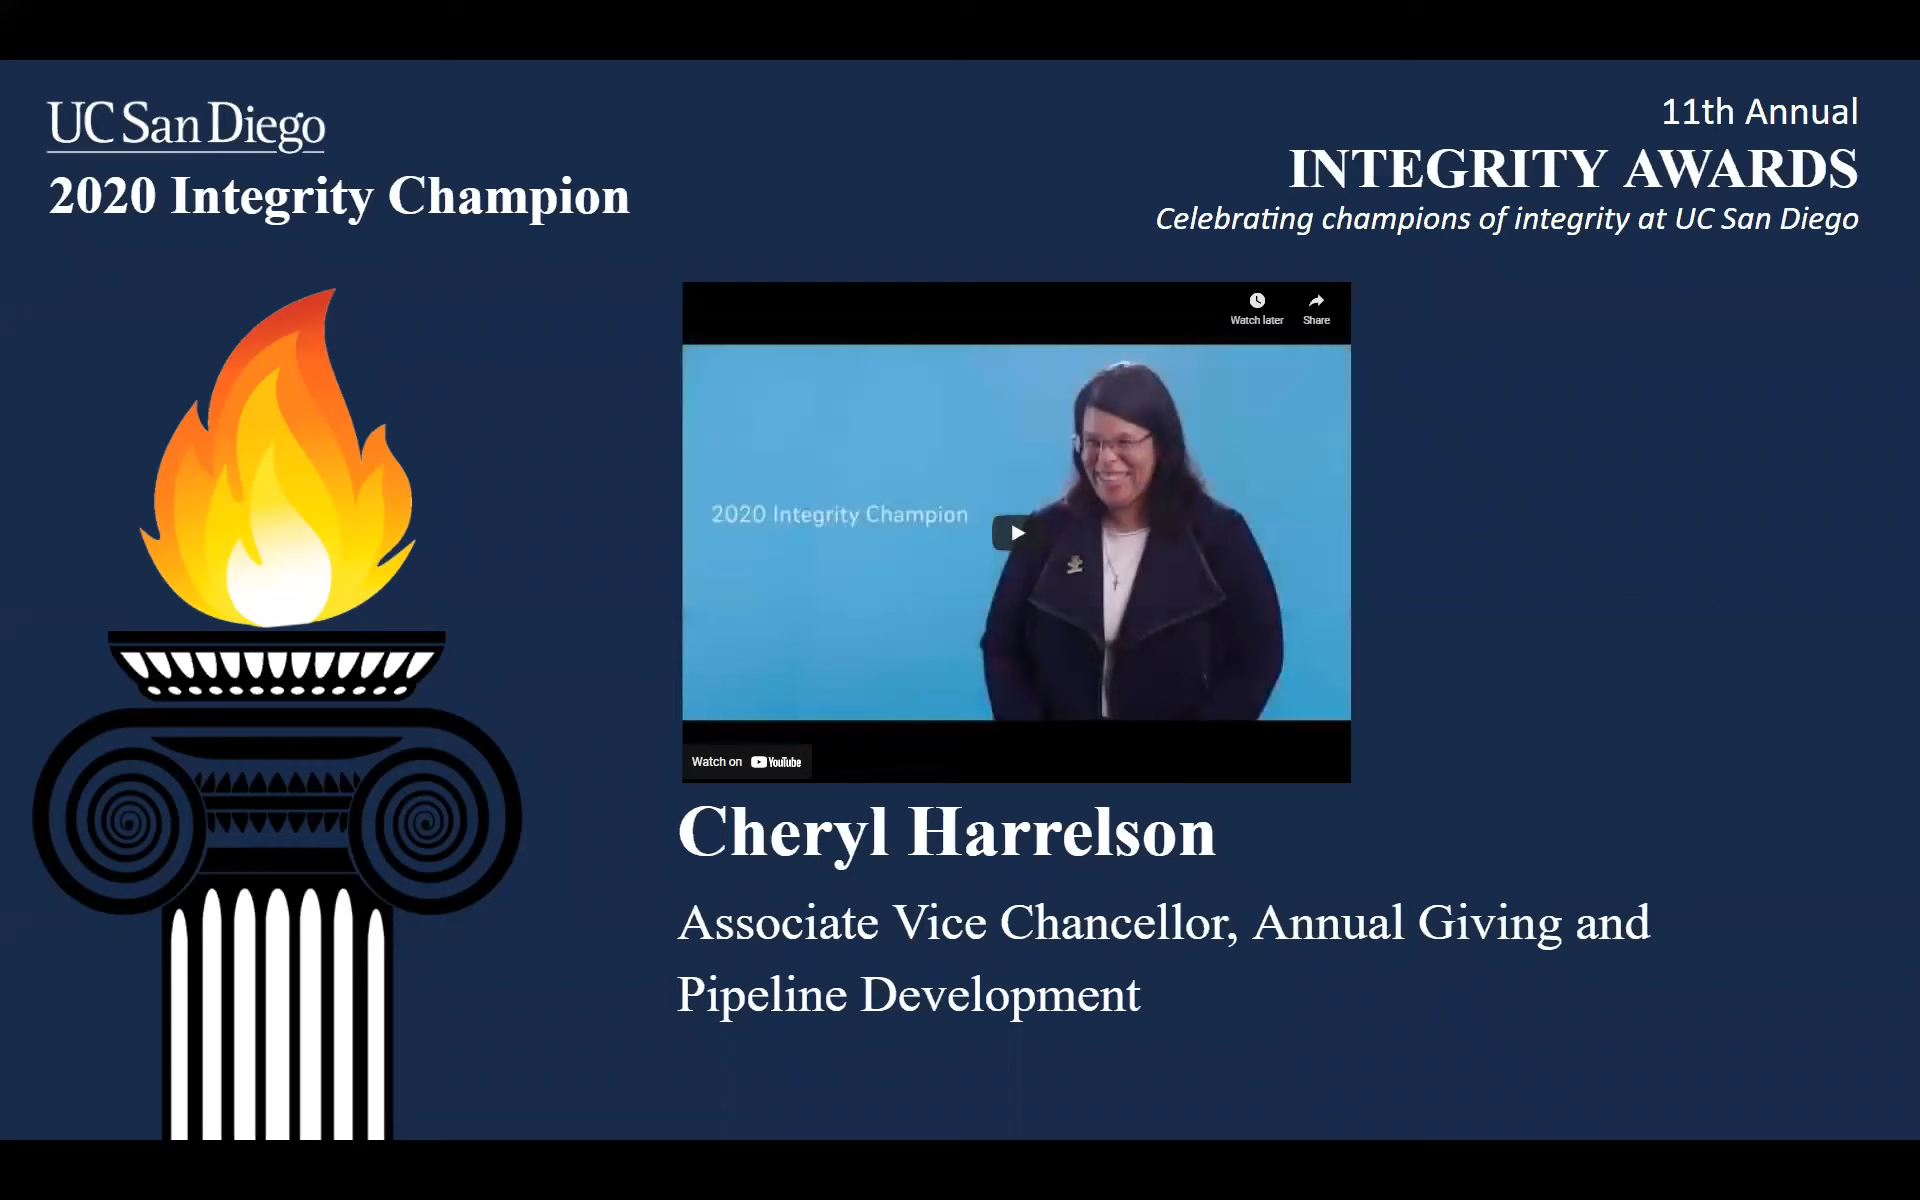 UC San Diego
2020 Integrity Champion
11th Annual
INTEGRITY AWARDS
Celebrating champions of integrity at UC San Diego
Watch later
Share
2020 Integrity Champion
Watch on YouTube
Cheryl Harrelson
Associate Vice Chancellor, Annual Giving and
Pipeline Development